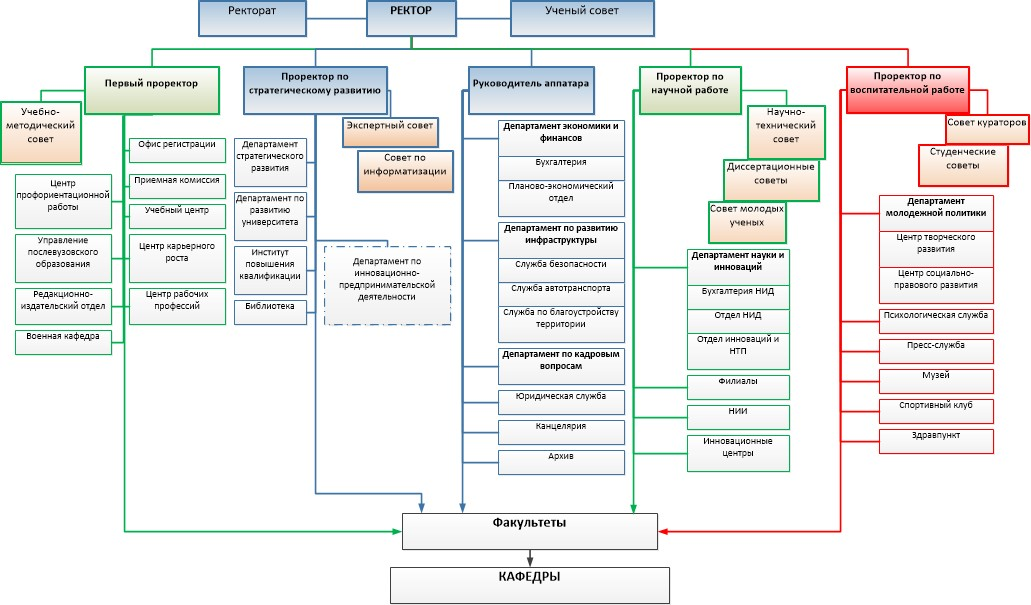 Ректорат
РЕКТОР
Ученый совет
Первый проректор
Учебно-
методический
совет
Офис регистрации
Приемная комиссия
Учебный центр
Центр карьерного
роста
Центр рабочих
профессий
Центр
профориентационной
работы
Управление
послевузовского
образования
Редакционно-
издательский отдел
Военная кафедра
Проректор по
стратегическому развитию
Экспертный совет
Совет по
информатизации
Департамент
стратегического
развития
Департамент по
развитию
университета
Институт
повышения
квалификации
Библиотека
Департамент по
инновационно-
предпринимательской
деятельности
Руководитель аппарата
Департамент экономики и
финансов
Бухгалтерия
Планово-экономический
отдел
Департамент по развитию
инфраструктуры
Служба безопасности
Служба автотранспорта
Служба по благоустройству
территории
Департамент по кадровым
вопросам
Юридическая служба
Канцелярия
Архив
Проректор по
научной работе
Научно-
технический
совет
Диссертационные
советы
Совет молодых
ученых
Департамент науки и
инноваций
Бухгалтерия НИД
Отдел НИД
Отдел инноваций и
НТП
Филиалы
НИИ
Инновационные
центры
Проректор по
воспитательной работе
Совет кураторов
Студенческие
советы
Департамент
молодежной политики
Центр творческого
развития
Центр социально-
правового развития
Психологическая служба
Пресс-служба
Музей
Спортивный клуб
Здравпункт
Факультеты
КАФЕДРЫ